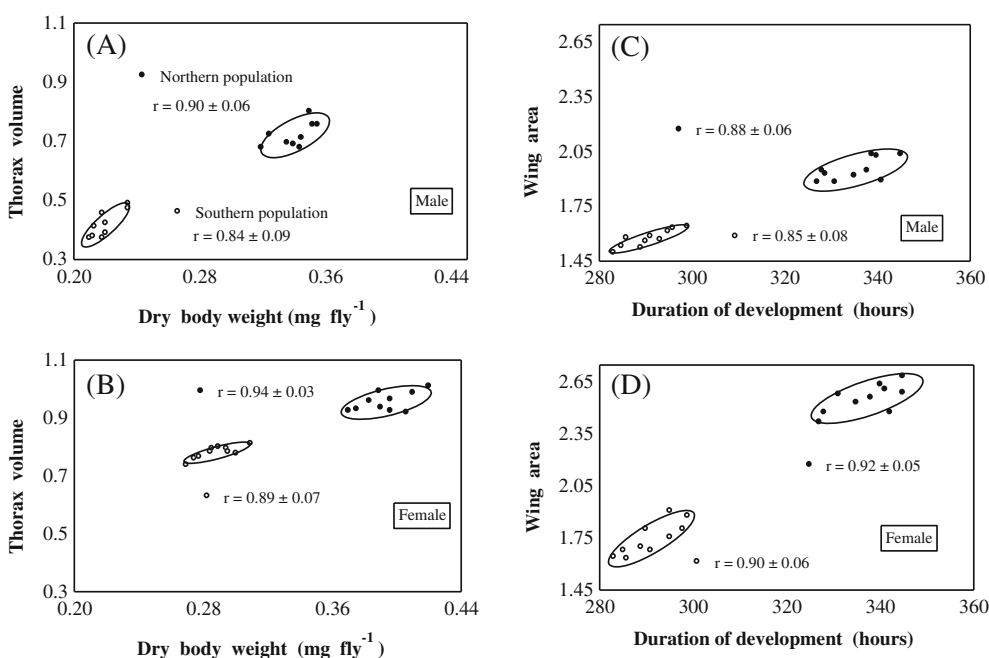 (A)
Thorax volume
1.1
0.9
0.7
0.5
0.3
Northern population
r = 0.90 ± 0.06
Southern population
r = 0.84 ± 0.09
Male
0.20
0.28
0.36
0.44
Dry body weight (mg fly-1)
(C)
Wing area
2.65
2.35
2.05
1.75
1.45
r = 0.88 ± 0.06
r = 0.85 ± 0.08
Male
280
300
320
340
360
Duration of development (hours)
(B)
Thorax volume
1.1
0.9
0.7
0.5
0.3
r = 0.94 ± 0.03
r = 0.89 ± 0.07
Female
0.20
0.28
0.36
0.44
Dry body weight (mg fly-1)
(D)
Wing area
2.65
2.35
2.05
1.75
1.45
r = 0.92 ± 0.05
r = 0.90 ± 0.06
Female
280
300
320
340
360
Duration of development (hours)